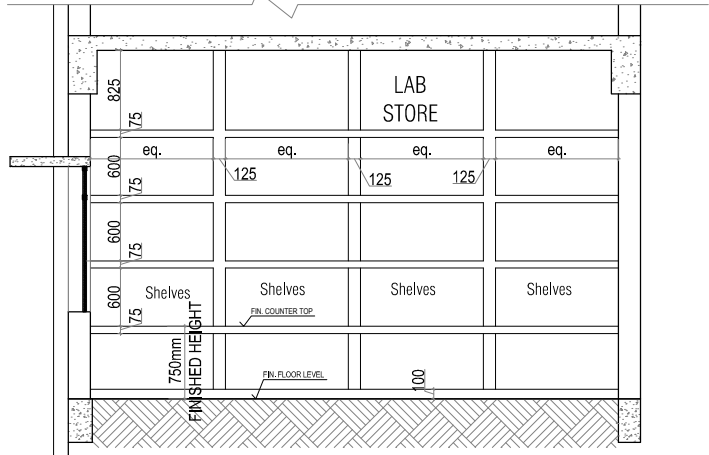 LAB
STORE
825
75
eq.
eq.
eq.
eq.
600
125
125
125
75
600
75
600
Shelves
Shelves
Shelves
Shelves
75
FIN. COUNTER TOP
750mm
FINISHED HEIGHT
FIN. FLOOR LEVEL
100